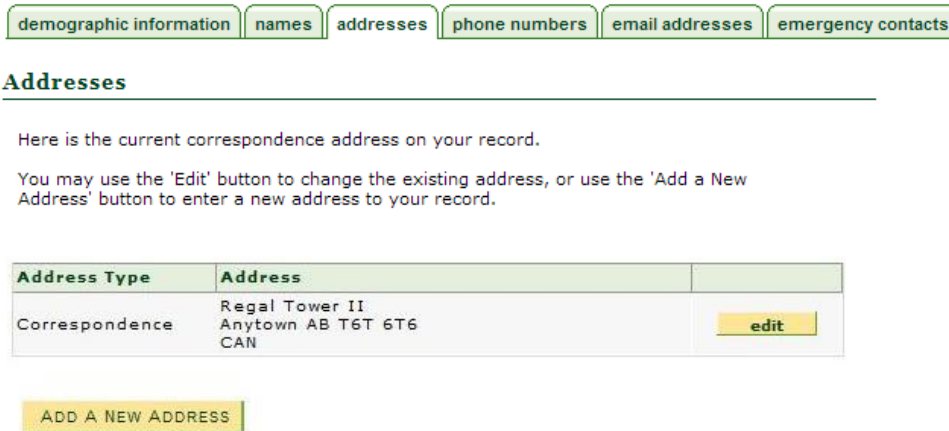 demographic information names addresses phone numbers email addresses emergency contacts
Addresses
Here is the current correspondence address on your record.
You may use the 'Edit' button to change the existing address, or use the 'Add a New
Address' button to enter a new address to your record.
Address Type Address
Correspondence
Regal Tower II
Anytown AB T6T 6T6
CAN
edit
ADD A NEW ADDRESS